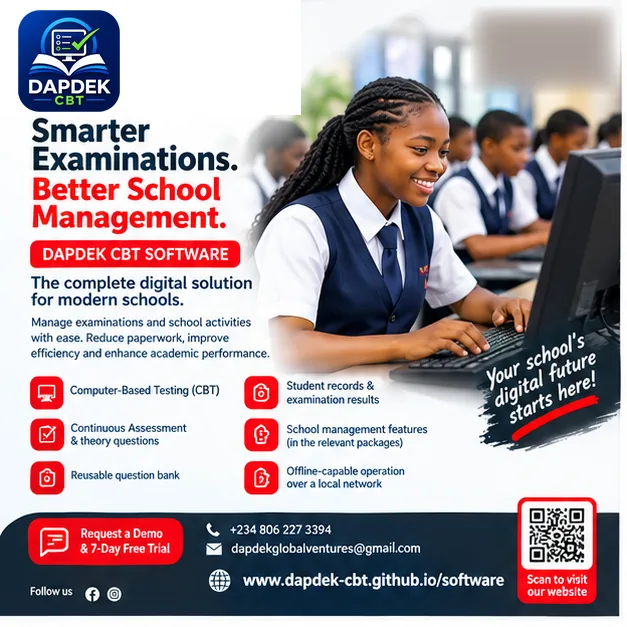 DAPDEK
CBT
Smarter
Examinations.
Better School
Management.
DAPDEK CBT SOFTWARE
The complete digital solution
for modern schools.
Manage examinations and school activities
with ease. Reduce paperwork, improve
efficiency and enhance academic performance.
Computer-Based Testing (CBT)
Continuous Assessment
& theory questions
Reusable question bank
Student records &
examination results
School management features
(in the relevant packages)
Offline-capable operation
over a local network
Your school's
digital future
starts here!
Request a Demo
& 7-Day Free Trial
+234 806 227 3394
dapdekglobalventures@gmail.com
www.dapdek-cbt.github.io/software
Follow us
Scan to visit
our website